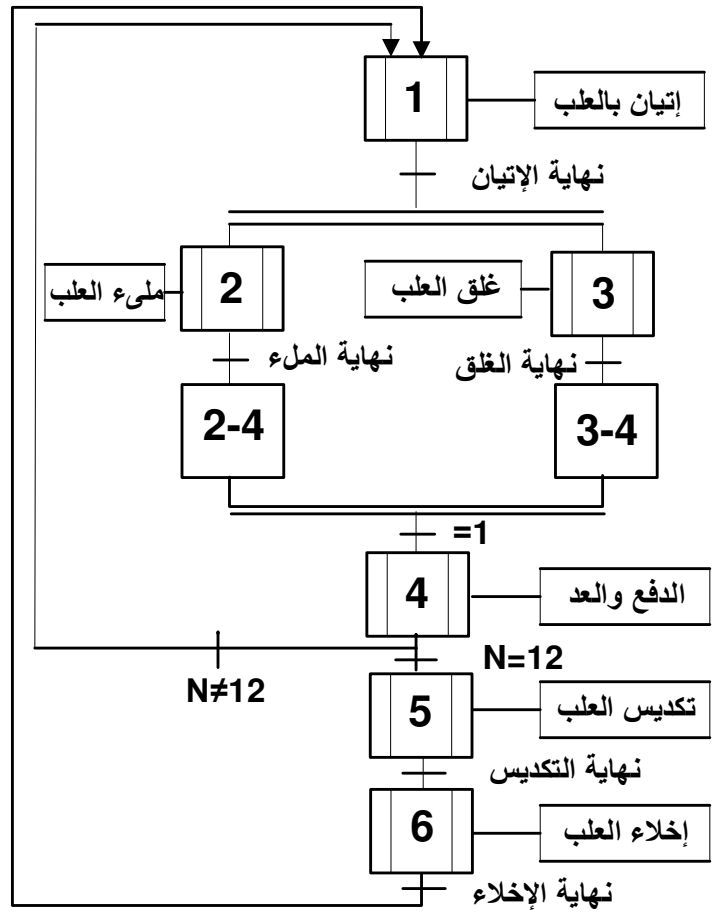 1
إتيان بالعلب
نهاية الإتيان
ملىء العلب
2
غلق العلب
3
نهاية الملء
نهاية الغلق
2-4
3-4
=1
4
الدفع والعد
N≠12
N=12
5
تكديس العلب
نهاية التكديس
6
إخلاء العلب
نهاية الإخلاء